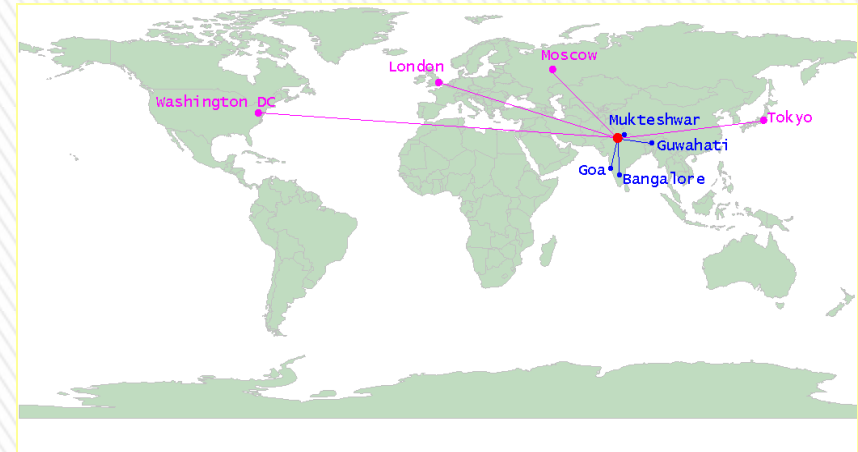 Moscow
London
Washington DC
Tokyo
Mukteshwar
Guwahati
Goa
Bangalore